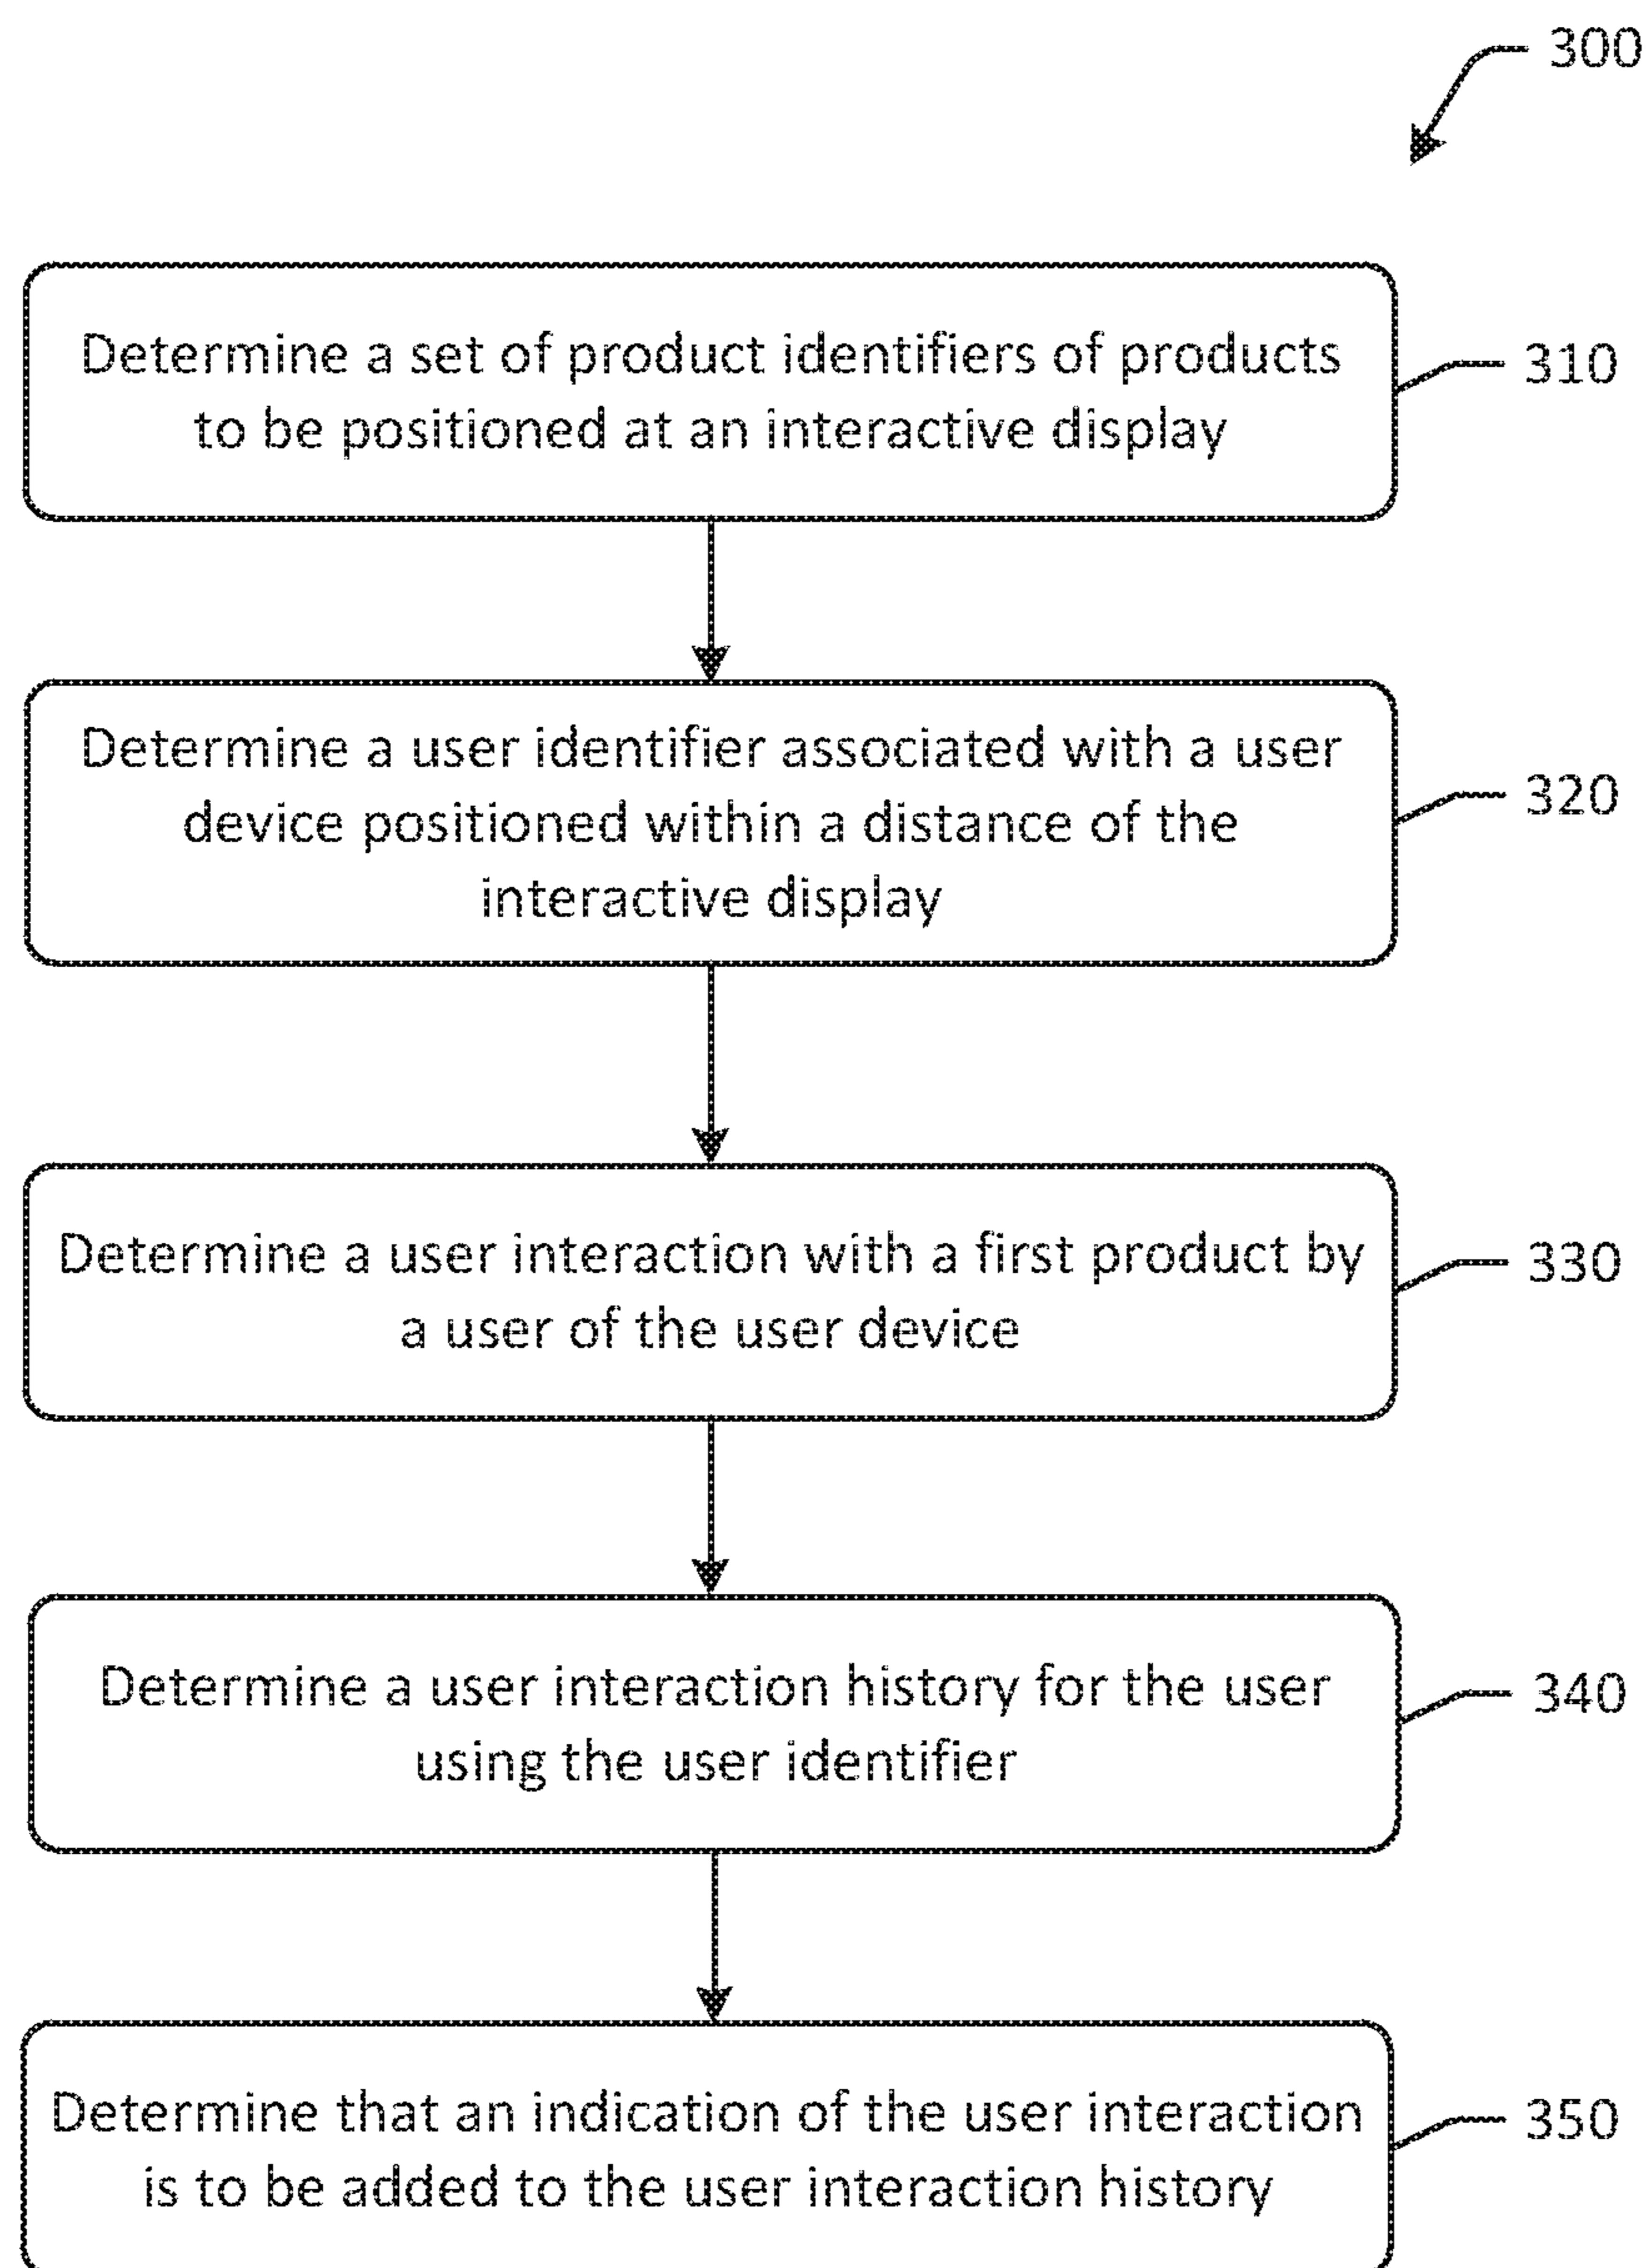 300
Determine a set of product identifiers of products
to be positioned at an interactive display
310
Determine a user identifier associated with a user
device positioned within a distance of the
interactive display
320
Determine a user interaction with a first product by
a user of the user device
330
Determine a user interaction history for the user
using the user identifier
340
Determine that an indication of the user interaction
is to be added to the user interaction history
350